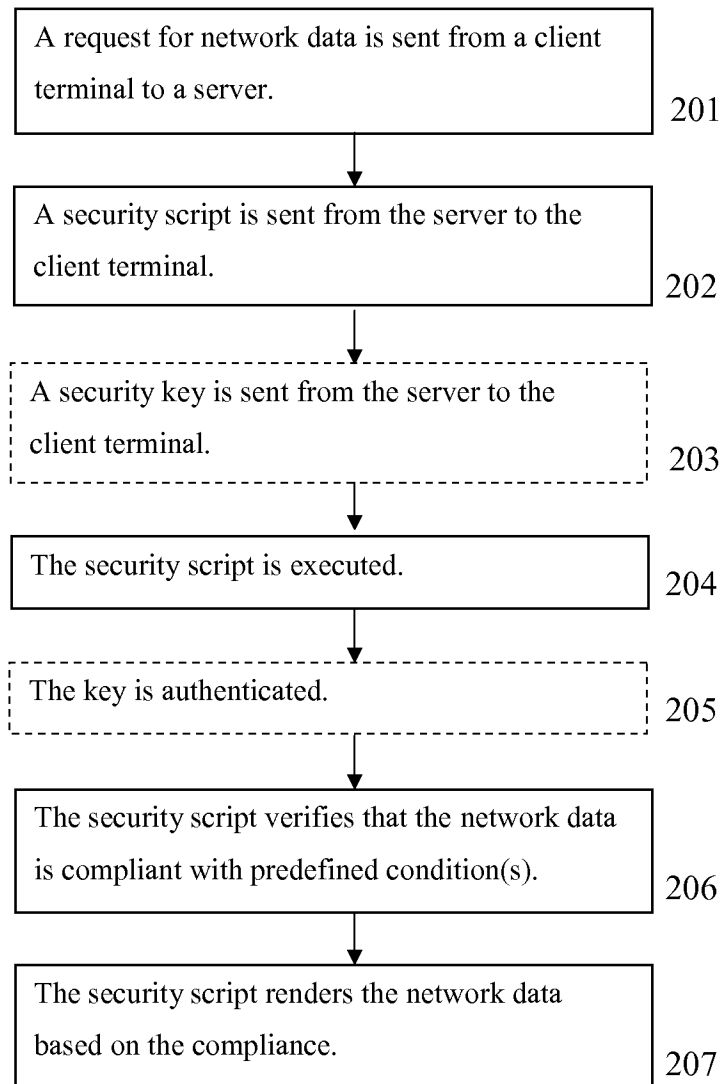 A request for network data is sent from a client
terminal to a server.
201
A security script is sent from the server to the
client terminal.
202
A security key is sent from the server to the
client terminal.
203
The security script is executed.
204
The key is authenticated.
205
The security script verifies that the network data
is compliant with predefined condition(s).
206
The security script renders the network data
based on the compliance.
207